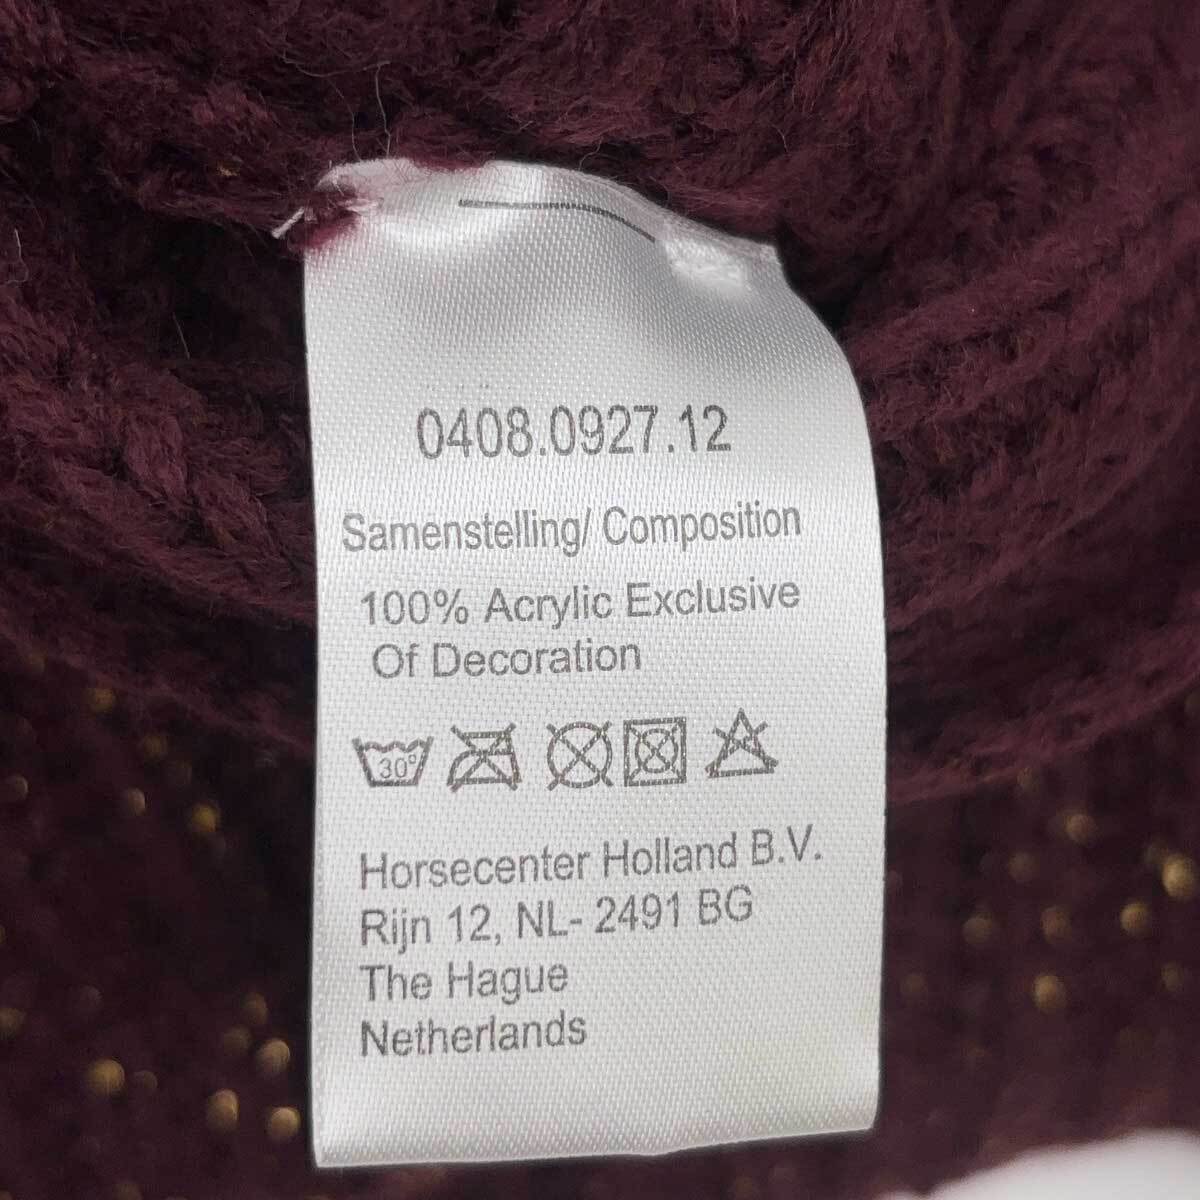 0408.0927.12
Samenstelling/ Composition
100% Acrylic Exclusive
Of Decoration
30°
Horsecenter Holland B.V.
Rijn 12, NL- 2491 BG
The Hague
Netherlands